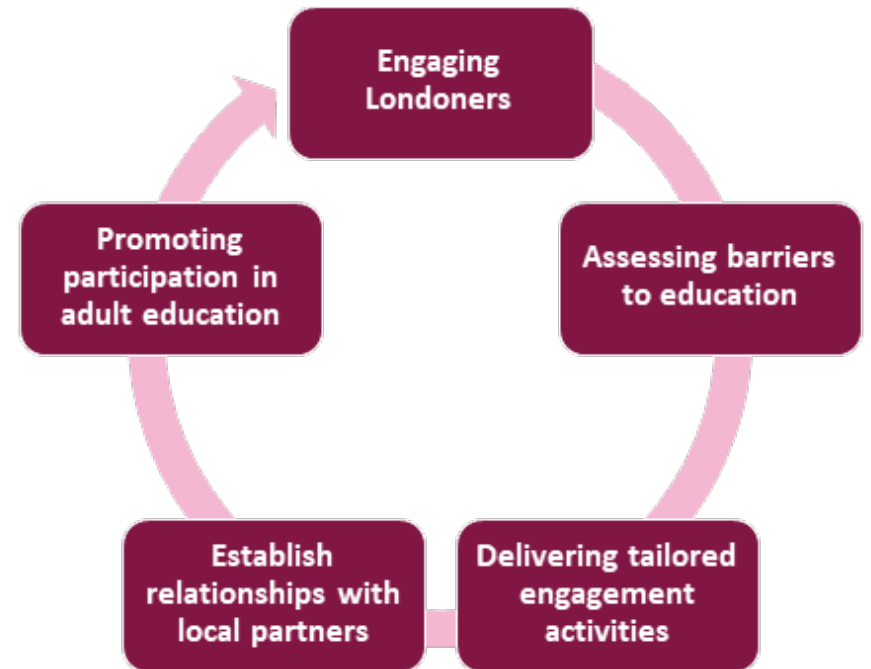 Engaging
Londoners
Assessing barriers
to education
Delivering tailored
engagement
activities
Establish
relationships with
local partners
Promoting
participation in
adult education